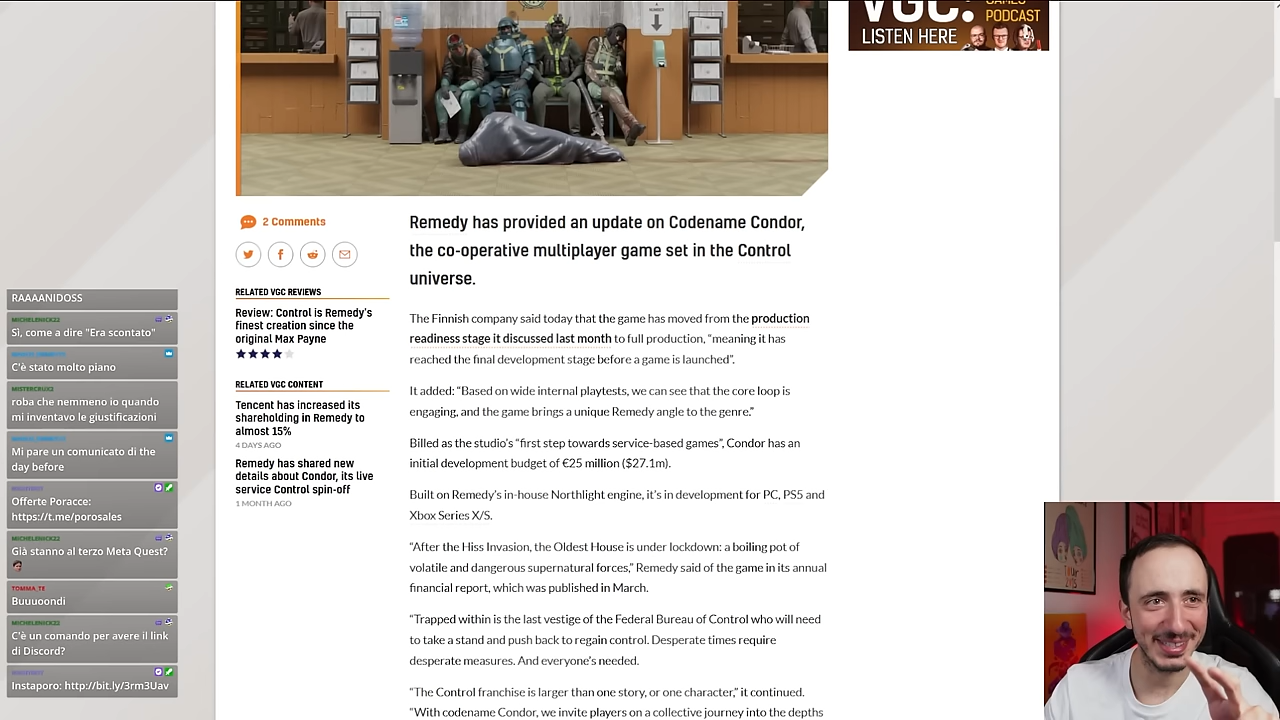 VGC.
GAMES
PODCAST
LISTEN HERE
2 Comments
RELATED VGC REVIEWS
Review: Control is Remedy's
finest creation since the
original Max Payne
RELATED VGC CONTENT
Tencent has increased its
shareholding in Remedy to
almost 15%
4 DAYS AGO
Remedy has shared new
details about Condor, its live
service Control spin-off
1 MONTH AGO
Remedy has provided an update on Codename Condor,
the co-operative multiplayer game set in the Control
universe.
The Finnish company said today that the game has moved from the production
readiness stage it discussed last month to full production, “meaning it has
reached the final development stage before a game is launched”.
It added: “Based on wide internal playtests, we can see that the core loop is
engaging, and the game brings a unique Remedy angle to the genre.”
Billed as the studio’s “first step towards service-based games”, Condor has an
initial development budget of €25 million ($27.1m).
Built on Remedy’s in-house Northlight engine, it’s in development for PC, PS5 and
Xbox Series X/S.
“After the Hiss Invasion, the Oldest House is under lockdown: a boiling pot of
volatile and dangerous supernatural forces,” Remedy said of the game in its annual
financial report, which was published in March.
“Trapped within is the last vestige of the Federal Bureau of Control who will need
to take a stand and push back to regain control. Desperate times require
desperate measures. And everyone’s needed.
“The Control franchise is larger than one story, or one character,” it continued.
“With codename Condor, we invite players on a collective journey into the depths
RAAAANIDOSS
MICHELENICK22
Sì, come a dire "Era scontato"
C'è stato molto piano
MISTERCRUX2
roba che nemmeno io quando
mi inventavo le giustificazioni
Mi pare un comunicato di the
day before
Offerte Poracce:
https://t.me/porosales
MICHELENICK22
Già stanno al terzo Meta Quest?
TOMMA_TE
Buuuoondi
MICHELENICK22
C'è un comando per avere il link
di Discord?
Instaporo: http://bit.ly/3rm3Uav